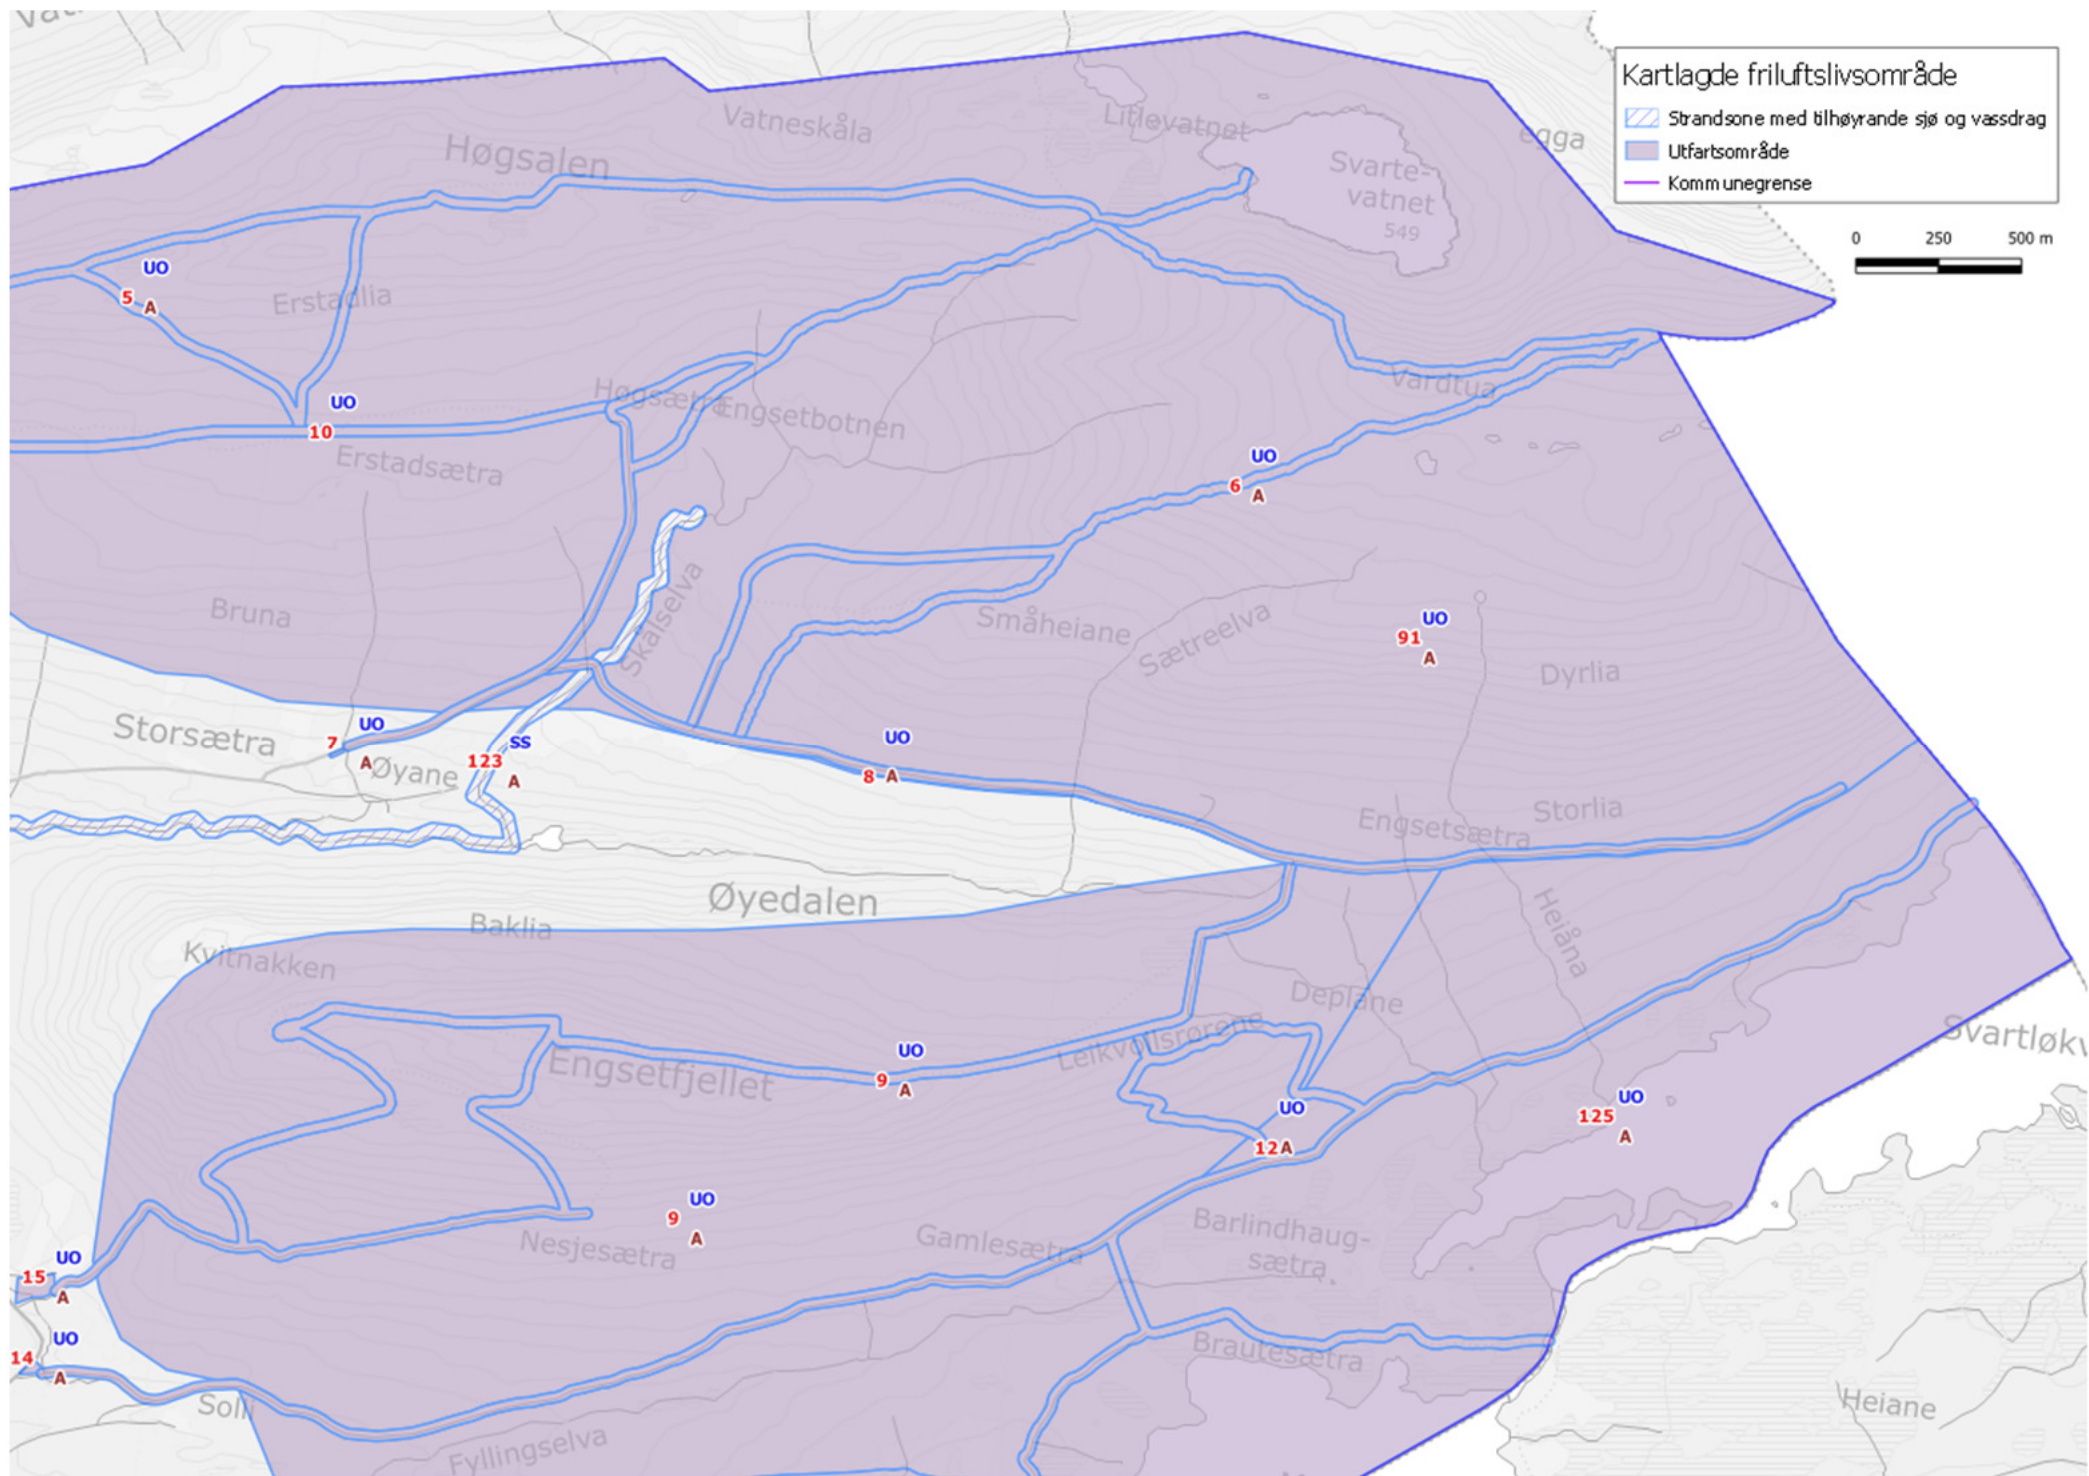 Kartlagde friluftslivsområde
Strandsone med tilhøyrande sjø og vassdrag
Utfartsområde
Kommunegrense
0 250 500 m
egga
Vatneskåla
Litlevatnet
Høgsalen
Svarte-
vatnet
549
UO
5
A
Erstadlia
Vardtua
Høgsætra
Engsetbotnen
UO
10
Erstadsætra
UO
6
A
Bruna
Skålselva
Småheiane
Sætreelva
UO
91
A
Dyrlia
Storsætra
UO
7
A
Øyane
SS
123
A
UO
8 A
Storlia
Engsetsætra
Øyedalen
Baklia
Kvitnakken
Heiåna
Deplane
Leikvollsrørene
Svartløkv
UO
9
A
Engsetfjellet
UO
12A
UO
125
A
UO
9
A
Nesjesætra
Gamlesætra
Barlindhaug-
sætra
UO
15
A
UO
14
A
Brautesætra
Solli
Heiane
Fyllingselva